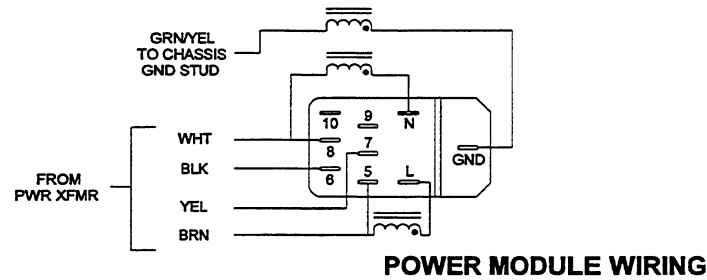 GRN/YEL
TO CHASSIS
GND STUD
10
9
N
WHT
8
7
GND
BLK
6
5
L
FROM
PWR XFMR
YEL
BRN
POWER MODULE WIRING